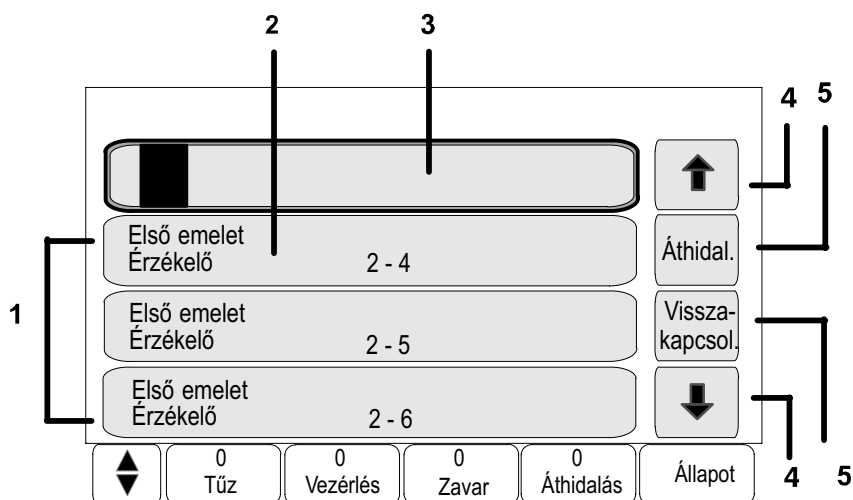 2
3
4
5
Első emelet
Érzékelő 2 - 4
Áthidal.
1
Első emelet
Érzékelő 2 - 5
Vissza-
kapcsol.
Első emelet
Érzékelő 2 - 6
4
5
0
Tűz
0
Vezérlés
0
Zavar
0
Áthidalás
Állapot